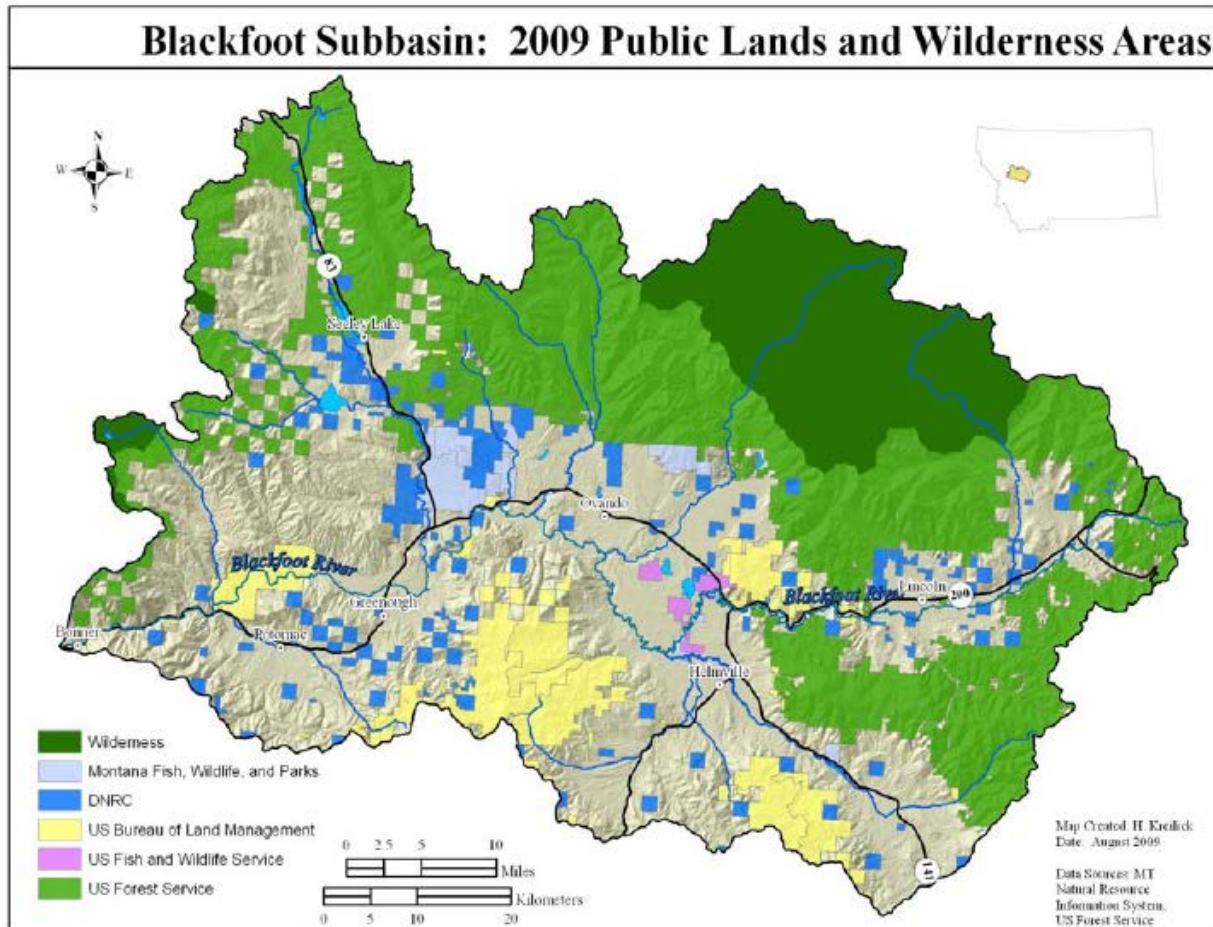 Blackfoot Subbasin: 2009 Public Lands and Wilderness Areas
N
W E
S
83
Seeley Lake
Ovando
Blackfoot River
Greenough
Bonner
Potomac
Blackfoot River
Lincoln
200
Helmville
141
Wilderness
Montana Fish, Wildlife, and Parks
DNRC
US Bureau of Land Management
US Fish and Wildlife Service
US Forest Service
0 2.5 5 10
Miles
Kilometers
0 5 10 20
Map Created: H. Kreilick
Date: August 2009
Data Sources: MT
Natural Resource
Information System,
US Forest Service